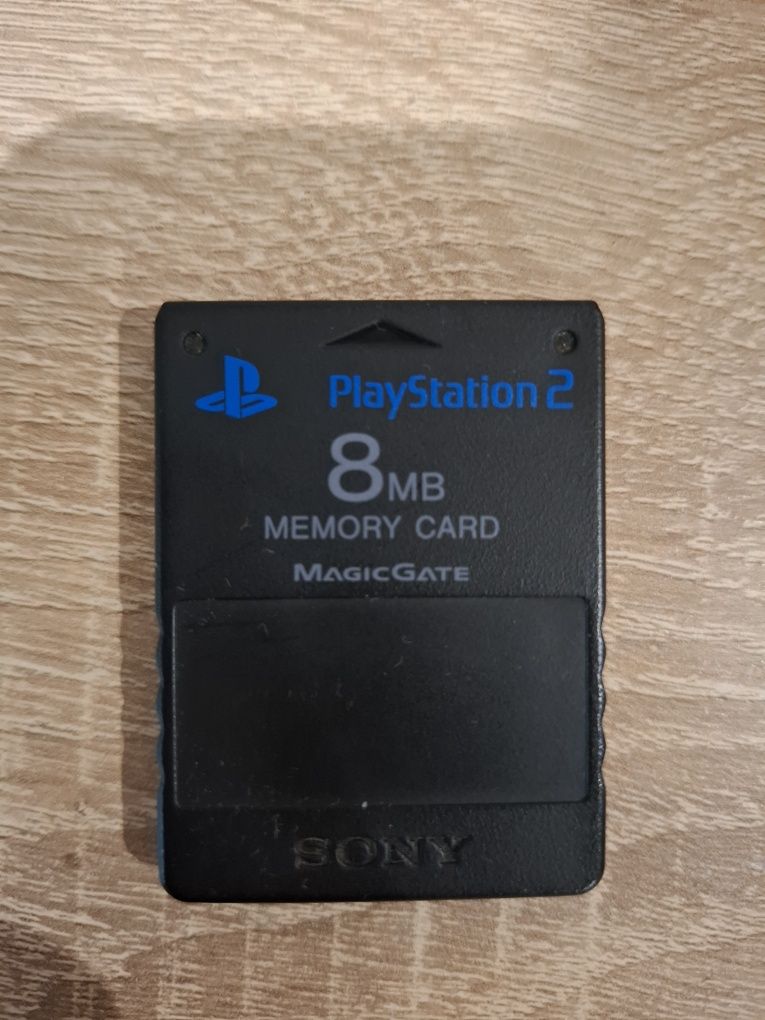 PlayStation 2
8MB
MEMORY CARD
MAGICGATE
SONY